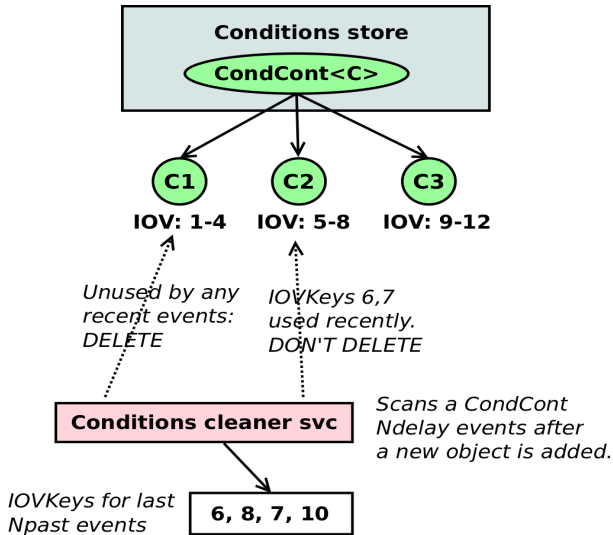 Conditions store
CondCont<C>
C1
C2
C3
IOV: 1-4
IOV: 5-8
IOV: 9-12
Unused by any
recent events:
DELETE
IOVKeys 6,7
used recently.
DON'T DELETE
Conditions cleaner svc
Scans a CondCont
Ndelay events after
a new object is added.
IOVKeys for last
Npast events
6, 8, 7, 10